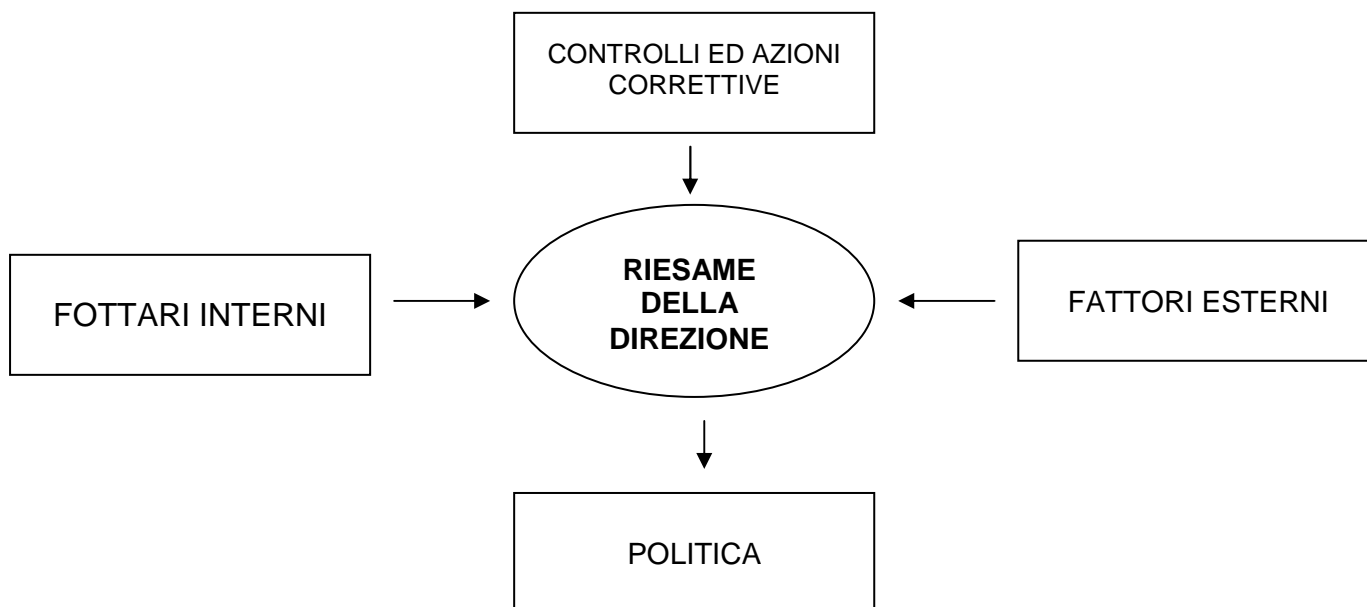 CONTROLLI ED AZIONI
CORRETTIVE
RIESAME
DELLA
DIREZIONE
FOTTARI INTERNI
FATTORI ESTERNI
POLITICA